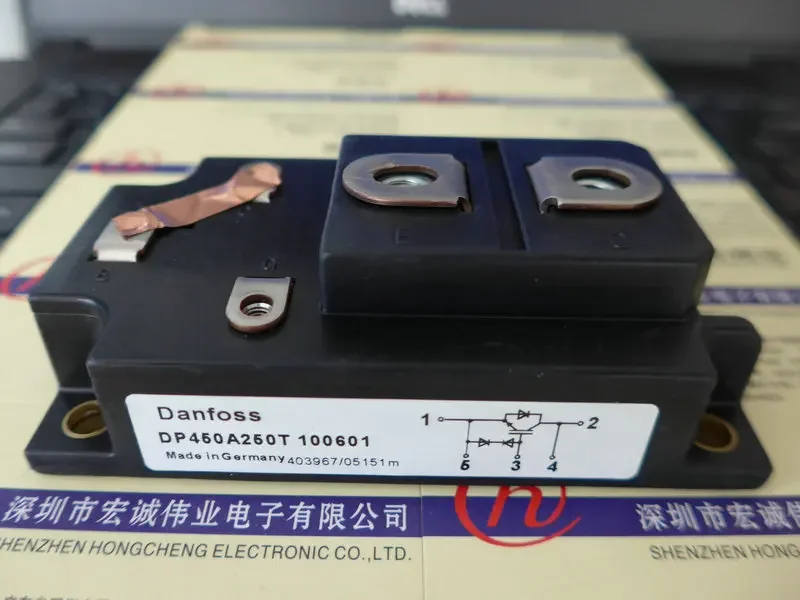 E
C
Danfoss
DP450A250T 100601
Made in Germany 403967/05151m
1
2
5
3
4
深圳市宏诚伟业电子有限公司
SHENZHEN HONGCHENG ELECTRONIC CO.,LTD.
h
深圳市宏诚伟
SHENZHEN HONG